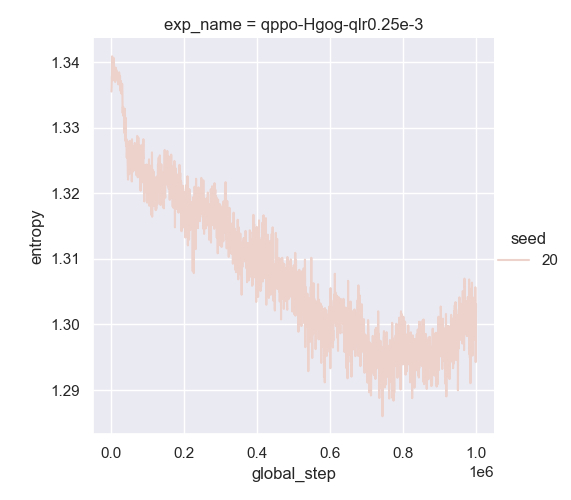 exp_name = qppo-Hgog-qlr0.25e-3
1.34
1.33
1.32
1.31
1.30
1.29
entropy
0.0 0.2 0.4 0.6 0.8 1.0
1e6
global_step
seed
20